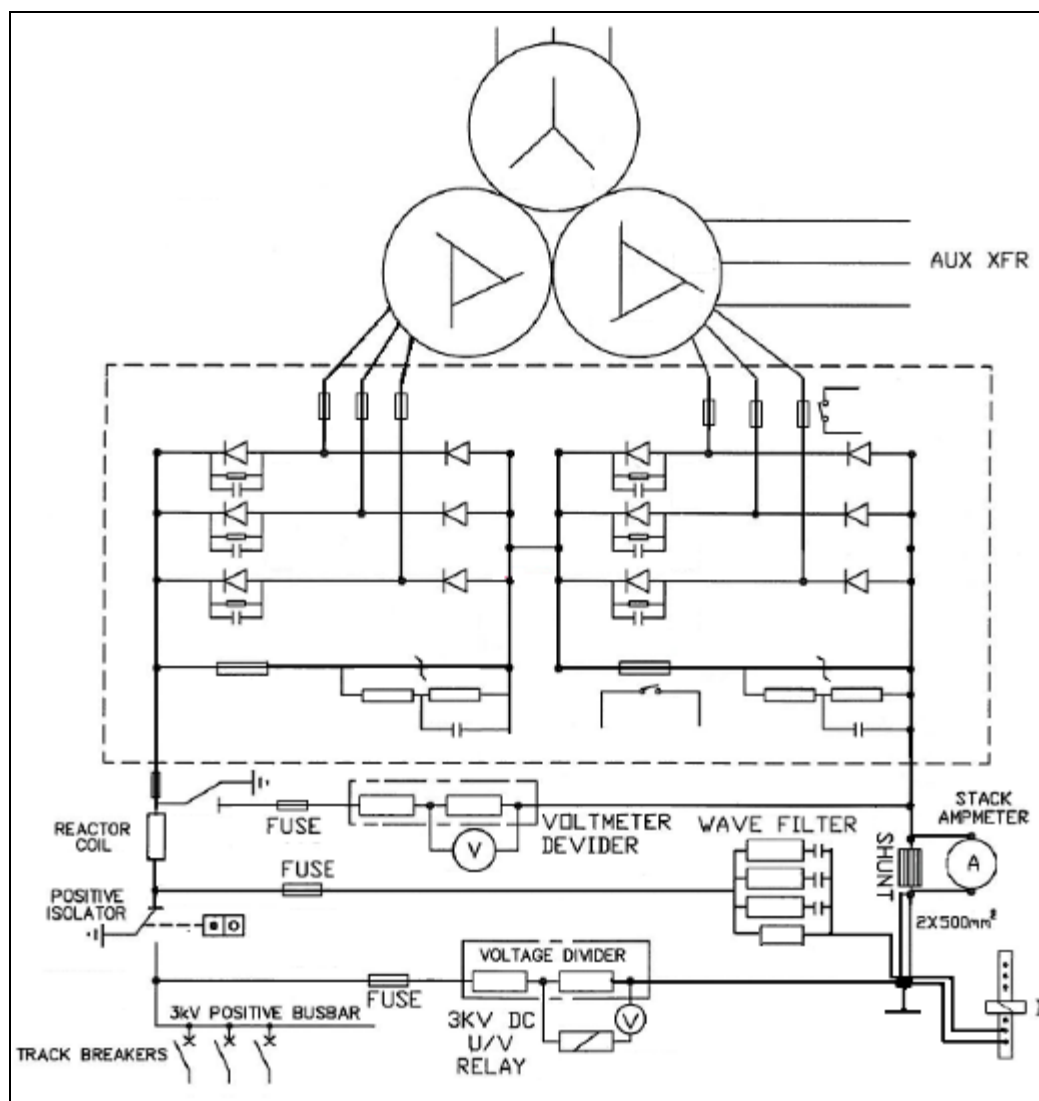 AUX XFR
REACTOR
COIL
FUSE
VOLTMETER
DEVIDER
V
WAVE FILTER
STACK
AMPMETER
SHUNT
A
FUSE
POSITIVE
ISOLATOR
2X500mm²
VOLTAGE DIVIDER
FUSE
3KV DC
U/V
RELAY
V
3kV POSITIVE BUSBAR
TRACK BREAKERS